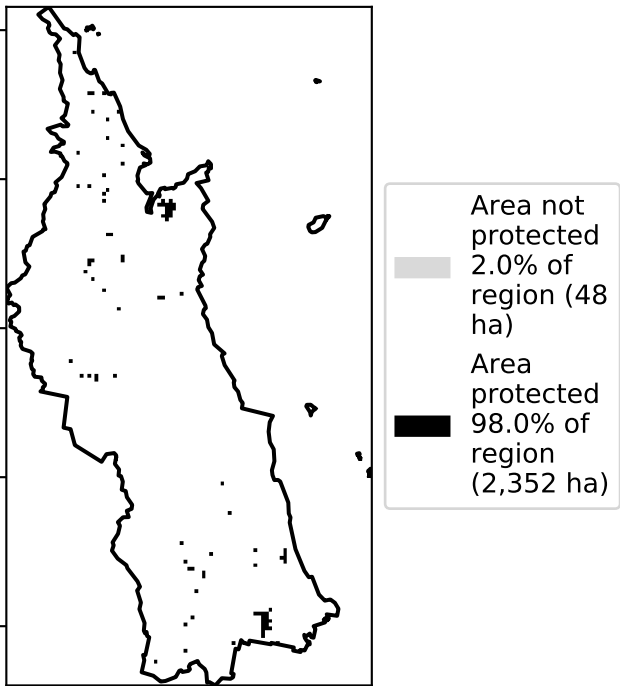 Area not
protected
2.0% of
region (48
ha)
Area
protected
98.0% of
region
(2,352 ha)